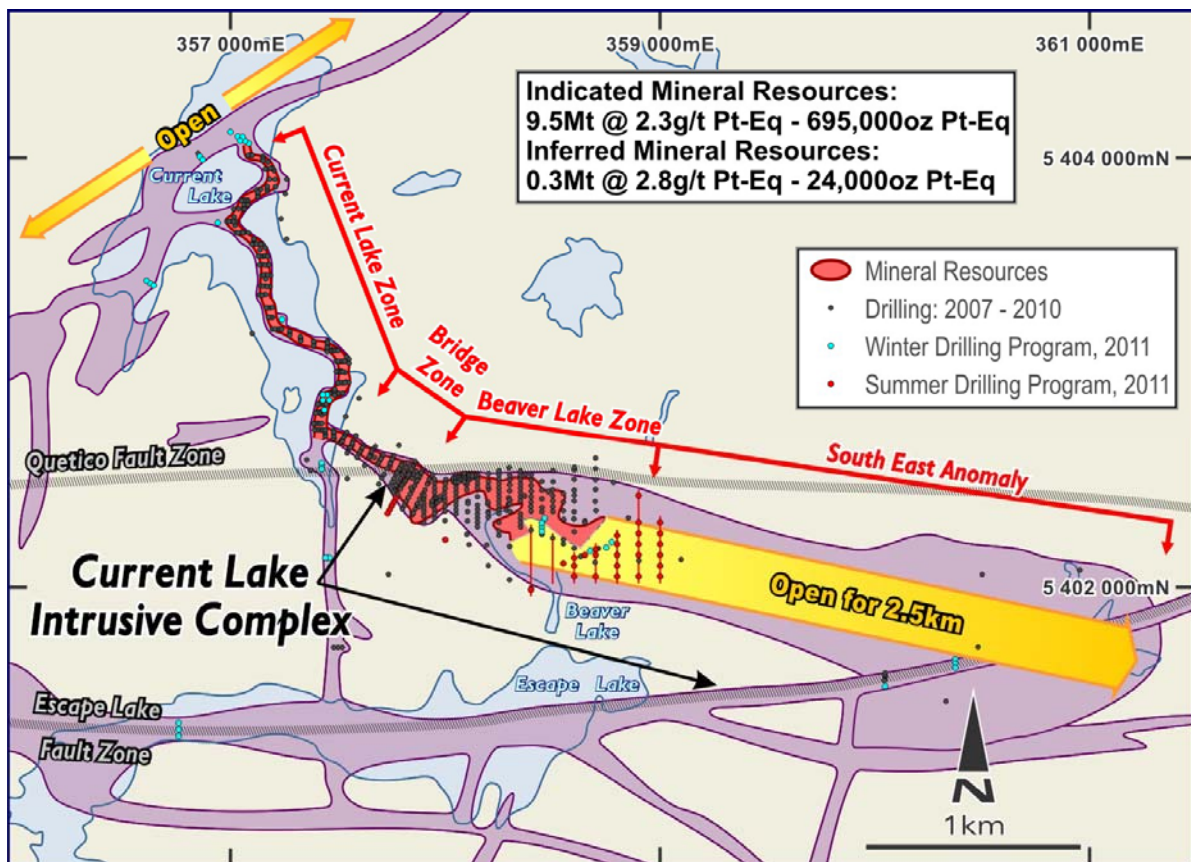 357 000mE
359 000mE
361 000mE
Open
Indicated Mineral Resources:
9.5Mt @ 2.3g/t Pt-Eq - 695,000oz Pt-Eq
Inferred Mineral Resources:
0.3Mt @ 2.8g/t Pt-Eq - 24,000oz Pt-Eq
5 404 000mN
Current
Lake
Current Lake Zone
Mineral Resources
Drilling: 2007 - 2010
Winter Drilling Program, 2011
Summer Drilling Program, 2011
Bridge
Zone
Beaver Lake Zone
South East Anomaly
Quetico Fault Zone
Current Lake
Intrusive Complex
Open for 2.5km
5 402 000mN
Beaver
Lake
Escape Lake
Escape Lake
Fault Zone
N
1km